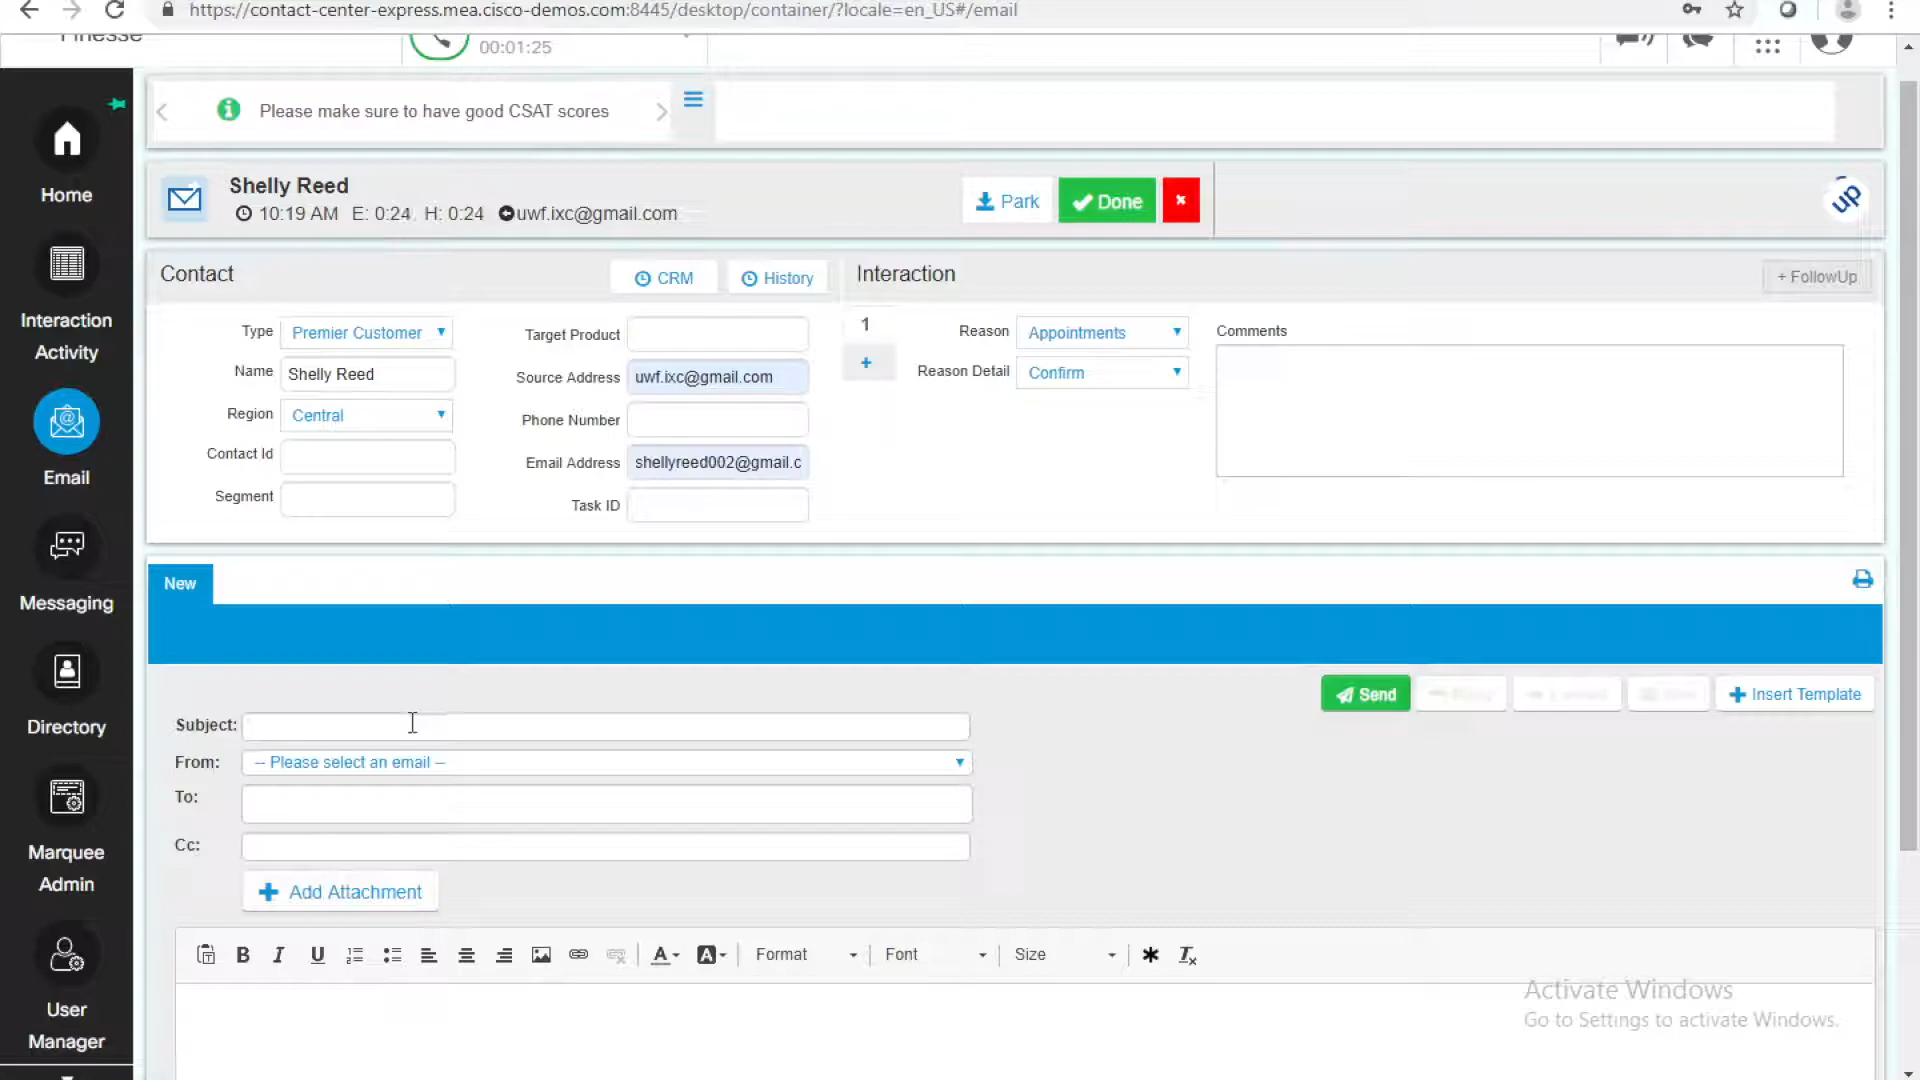 https://contact-center-express.mea.cisco-demos.com:8445/desktop/container/?locale=en_US#/email
Finesse
00:01:25
Please make sure to have good CSAT scores
Home
Interaction
Activity
Email
Messaging
Directory
Marquee
Admin
User
Manager
Shelly Reed
10:19 AM E: 0:24 H: 0:24 uwf.ixc@gmail.com
Park
Done
up
Contact
CRM
History
Interaction
+ FollowUp
Type Premier Customer
Name Shelly Reed
Region Central
Contact Id
Segment
Target Product
Source Address uwf.ixc@gmail.com
Phone Number
Email Address shellyreed002@gmail.c
Task ID
1
+
Reason Appointments
Reason Detail Confirm
Comments
New
Send
Insert Template
Subject:
From: -- Please select an email --
To:
Cc:
Add Attachment
B I U A A Format Font Size
Activate Windows
Go to Settings to activate Windows.